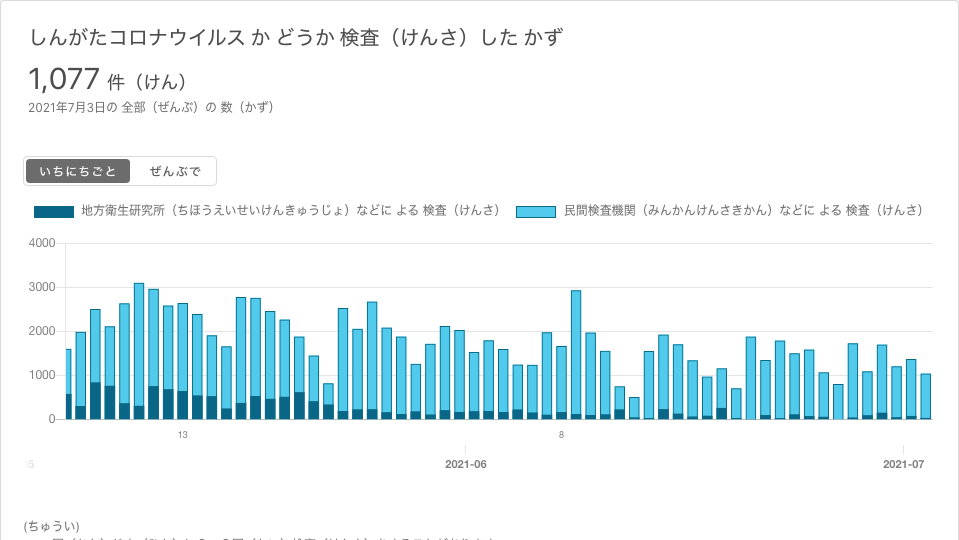 しんがたコロナウイルス か どうか 検査（けんさ）した かず
1,077 件（けん）
2021年7月3日の 全部（ぜんぶ）の 数（かず）
いちにちごと ぜんぶで
地方衛生研究所（ちほうえいせいけんきゅうじょ）などに よる 検査（けんさ） 民間検査機関（みんかんけんさきかん）などに よる 検査（けんさ）
4000
3000
2000
1000
0
13 8
2021-06 2021-07
(ちゅうい)